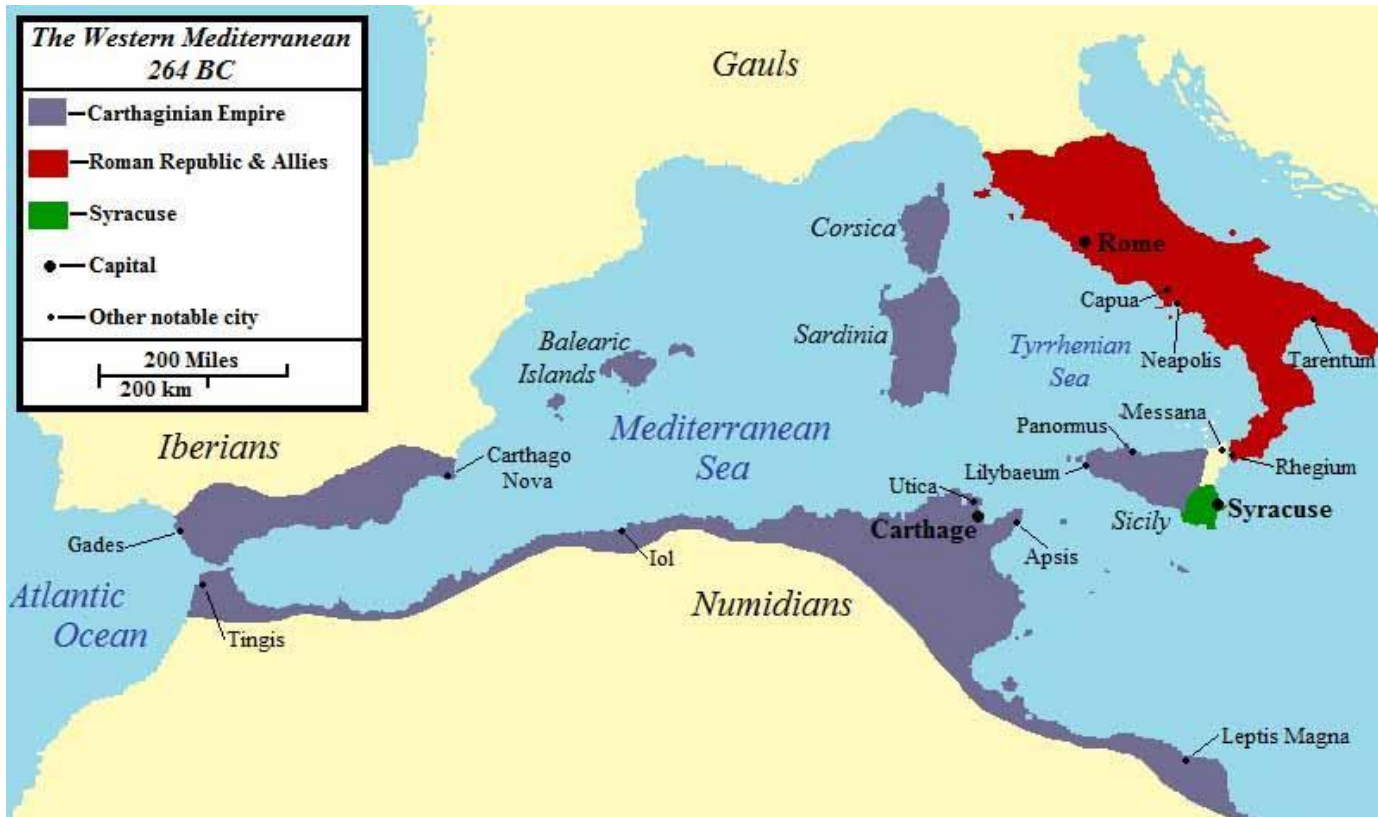 The Western Mediterranean
264 BC
Carthaginian Empire
Roman Republic & Allies
Syracuse
Capital
Other notable city
200 Miles
200 km
Gauls
Corsica
Rome
Capua
Sardinia
Tyrrhenian
Sea
Neapolis
Tarentum
Balearic
Islands
Messana
Panormus
Mediterranean
Sea
Iberians
Carthago
Nova
Lilybaeum
Rhegium
Utica
Carthage
Sicily
Syracuse
Gades
Iol
Apsis
Atlantic
Ocean
Numidians
Tingis
Leptis Magna